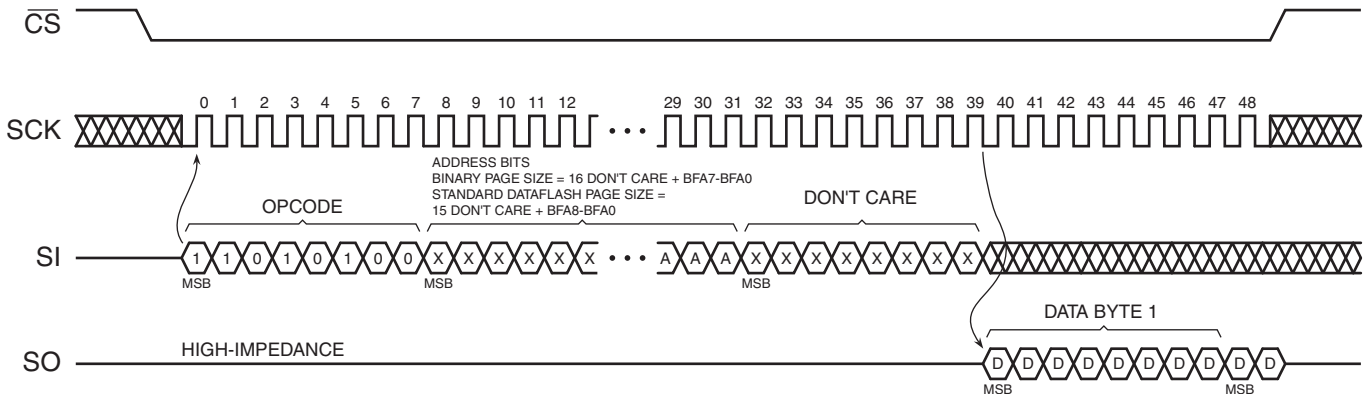 CS
0 1 2 3 4 5 6 7 8 9 10 11 12 29 30 31 32 33 34 35 36 37 38 39 40 41 42 43 44 45 46 47 48
SCK
ADDRESS BITS
BINARY PAGE SIZE = 16 DON'T CARE + BFA7-BFA0
STANDARD DATAFLASH PAGE SIZE =
15 DON'T CARE + BFA8-BFA0
OPCODE
DON'T CARE
SI 1 1 0 1 0 1 0 0 X X X X X X • • • A A A X X X X X X X X
MSB MSB MSB
DATA BYTE 1
HIGH-IMPEDANCE
SO D D D D D D D D D D
MSB MSB